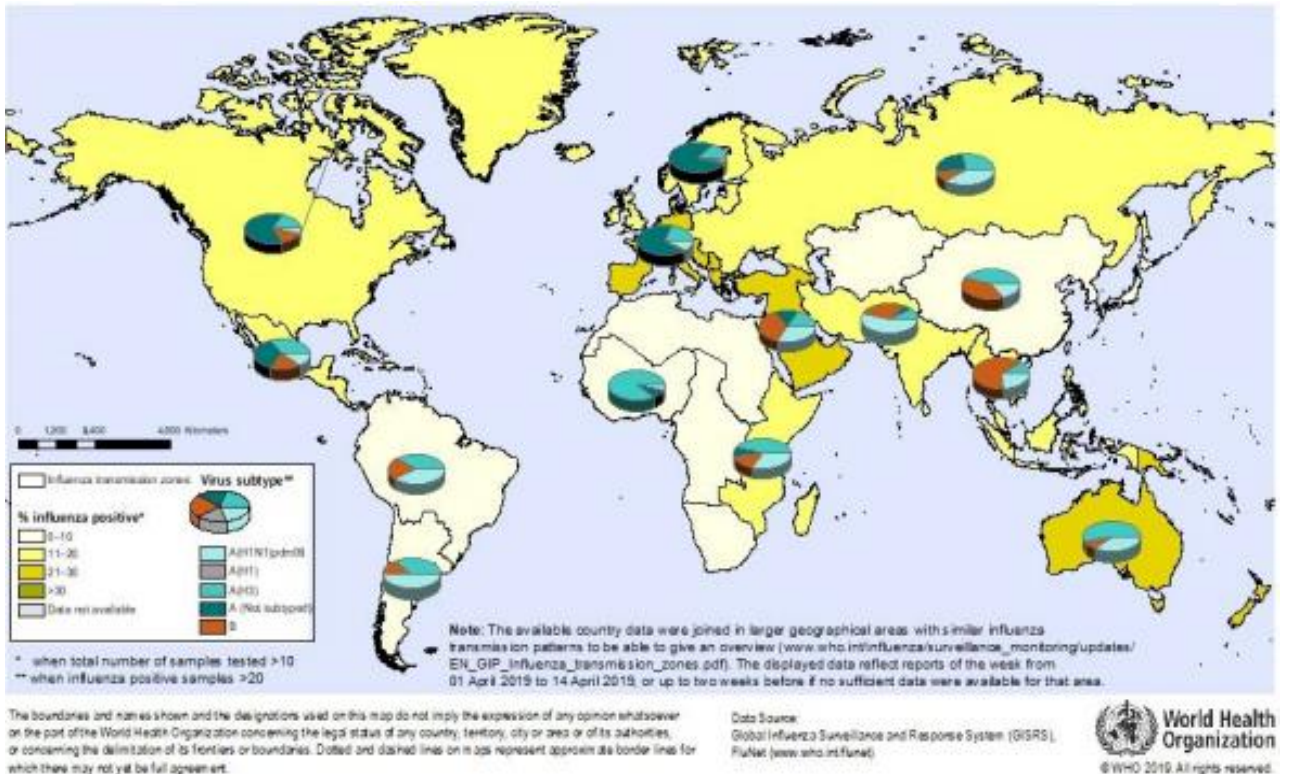 0 1,200 2,400 4,800 Kilometers
Influenza transmission zones
Virus subtype**
% influenza positive*
0-10
11-20
21-30
>30
Data not available
A(H1N1)pdm09
A(H1)
A(H3)
A (Not subtyped)
B
* when total number of samples tested >10
** when influenza positive samples >20
Note: The available country data were joined in larger geographical areas with similar influenza
transmission patterns to be able to give an overview (www.who.int/influenza/surveillance_monitoring/updates/
EN_GIP_Influenza_transmission_zones.pdf). The displayed data reflect reports of the week from
01 April 2019 to 14 April 2019, or up to two weeks before if no sufficient data were available for that area.
The boundaries and names shown and the designations used on this map do not imply the expression of any opinion whatsoever
on the part of the World Health Organization concerning the legal status of any country, territory, city or area or of its authorities,
or concerning the delimitation of its frontiers or boundaries. Dotted and dashed lines on maps represent approximate border lines for
which there may not yet be full agreement.
Data Source:
Global Influenza Surveillance and Response System (GISRS),
FluNet (www.who.int/flunet)
World Health
Organization
© WHO 2019. All rights reserved.